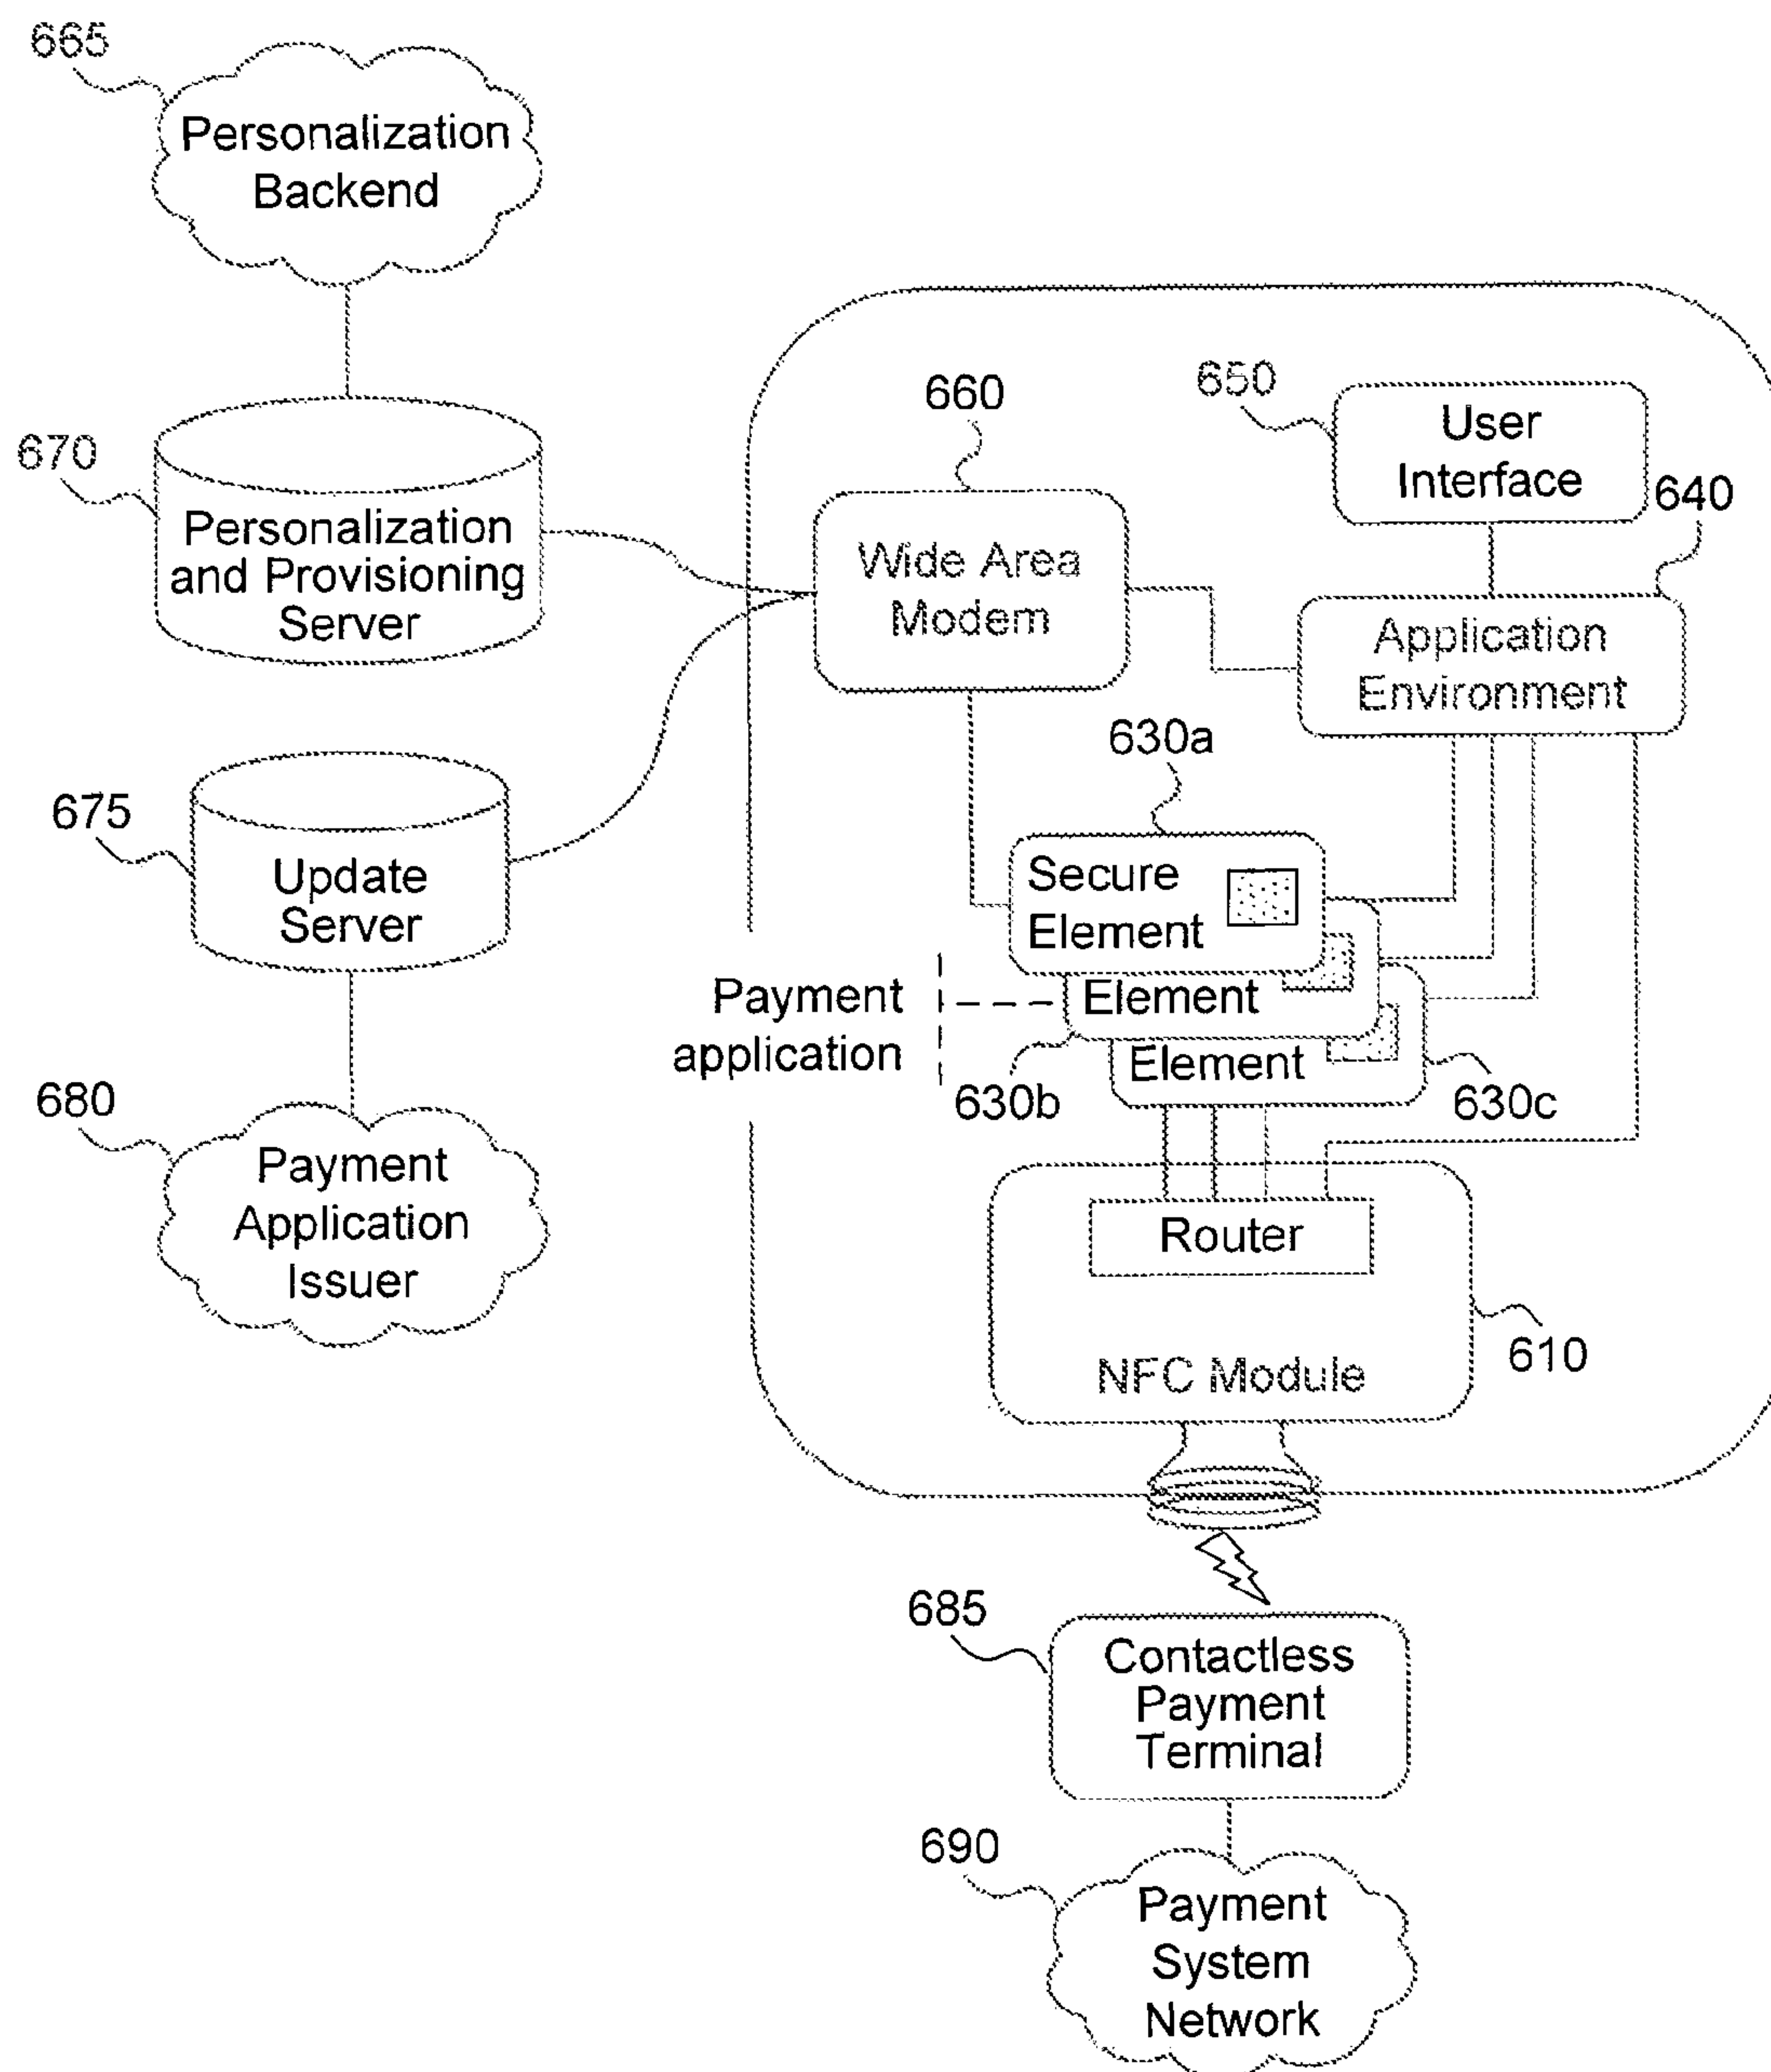 665
Personalization
Backend
670
Personalization
and Provisioning
Server
675
Update
Server
680
Payment
Application
Issuer
660
Wide Area
Modem
650
User
Interface
640
Application
Environment
630a
Secure
Element
Element
Element
630b
630c
Payment
application
Router
NFC Module
610
685
Contactless
Payment
Terminal
690
Payment
System
Network